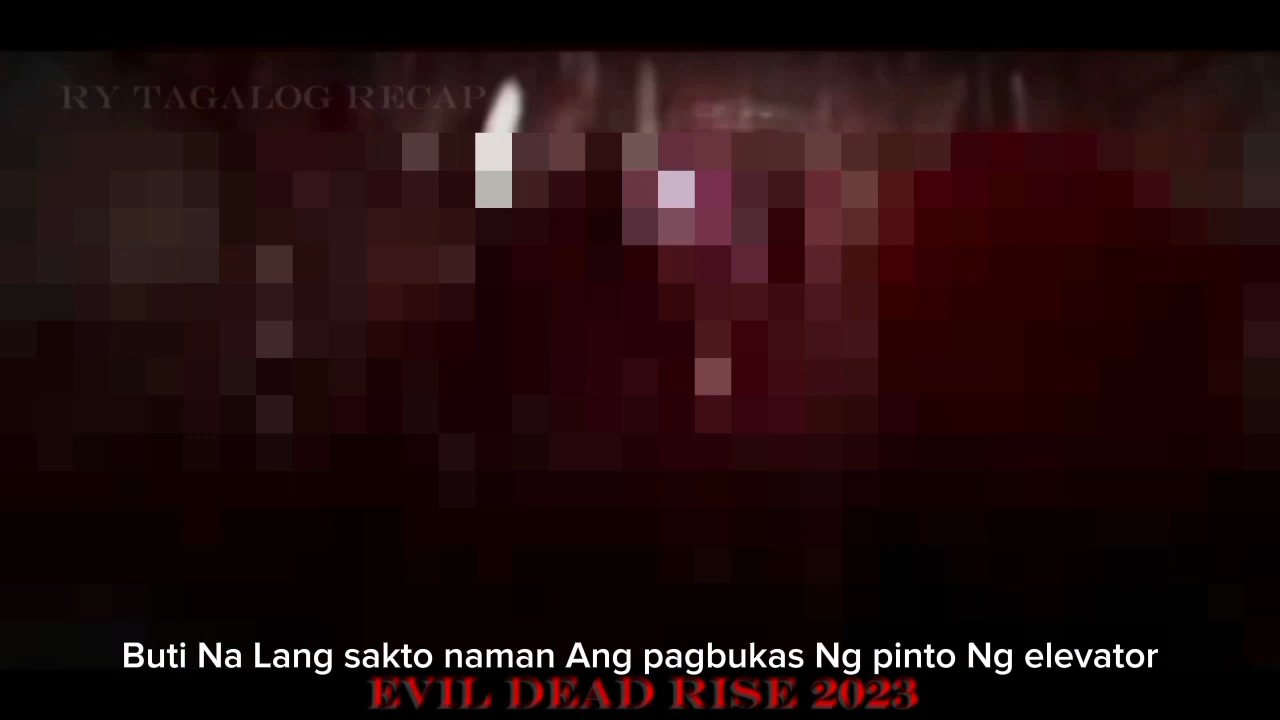 RY TAGALOG RECAP
Buti Na Lang sakto naman Ang pagbukas Ng pinto Ng elevator
EVIL DEAD RISE 2023